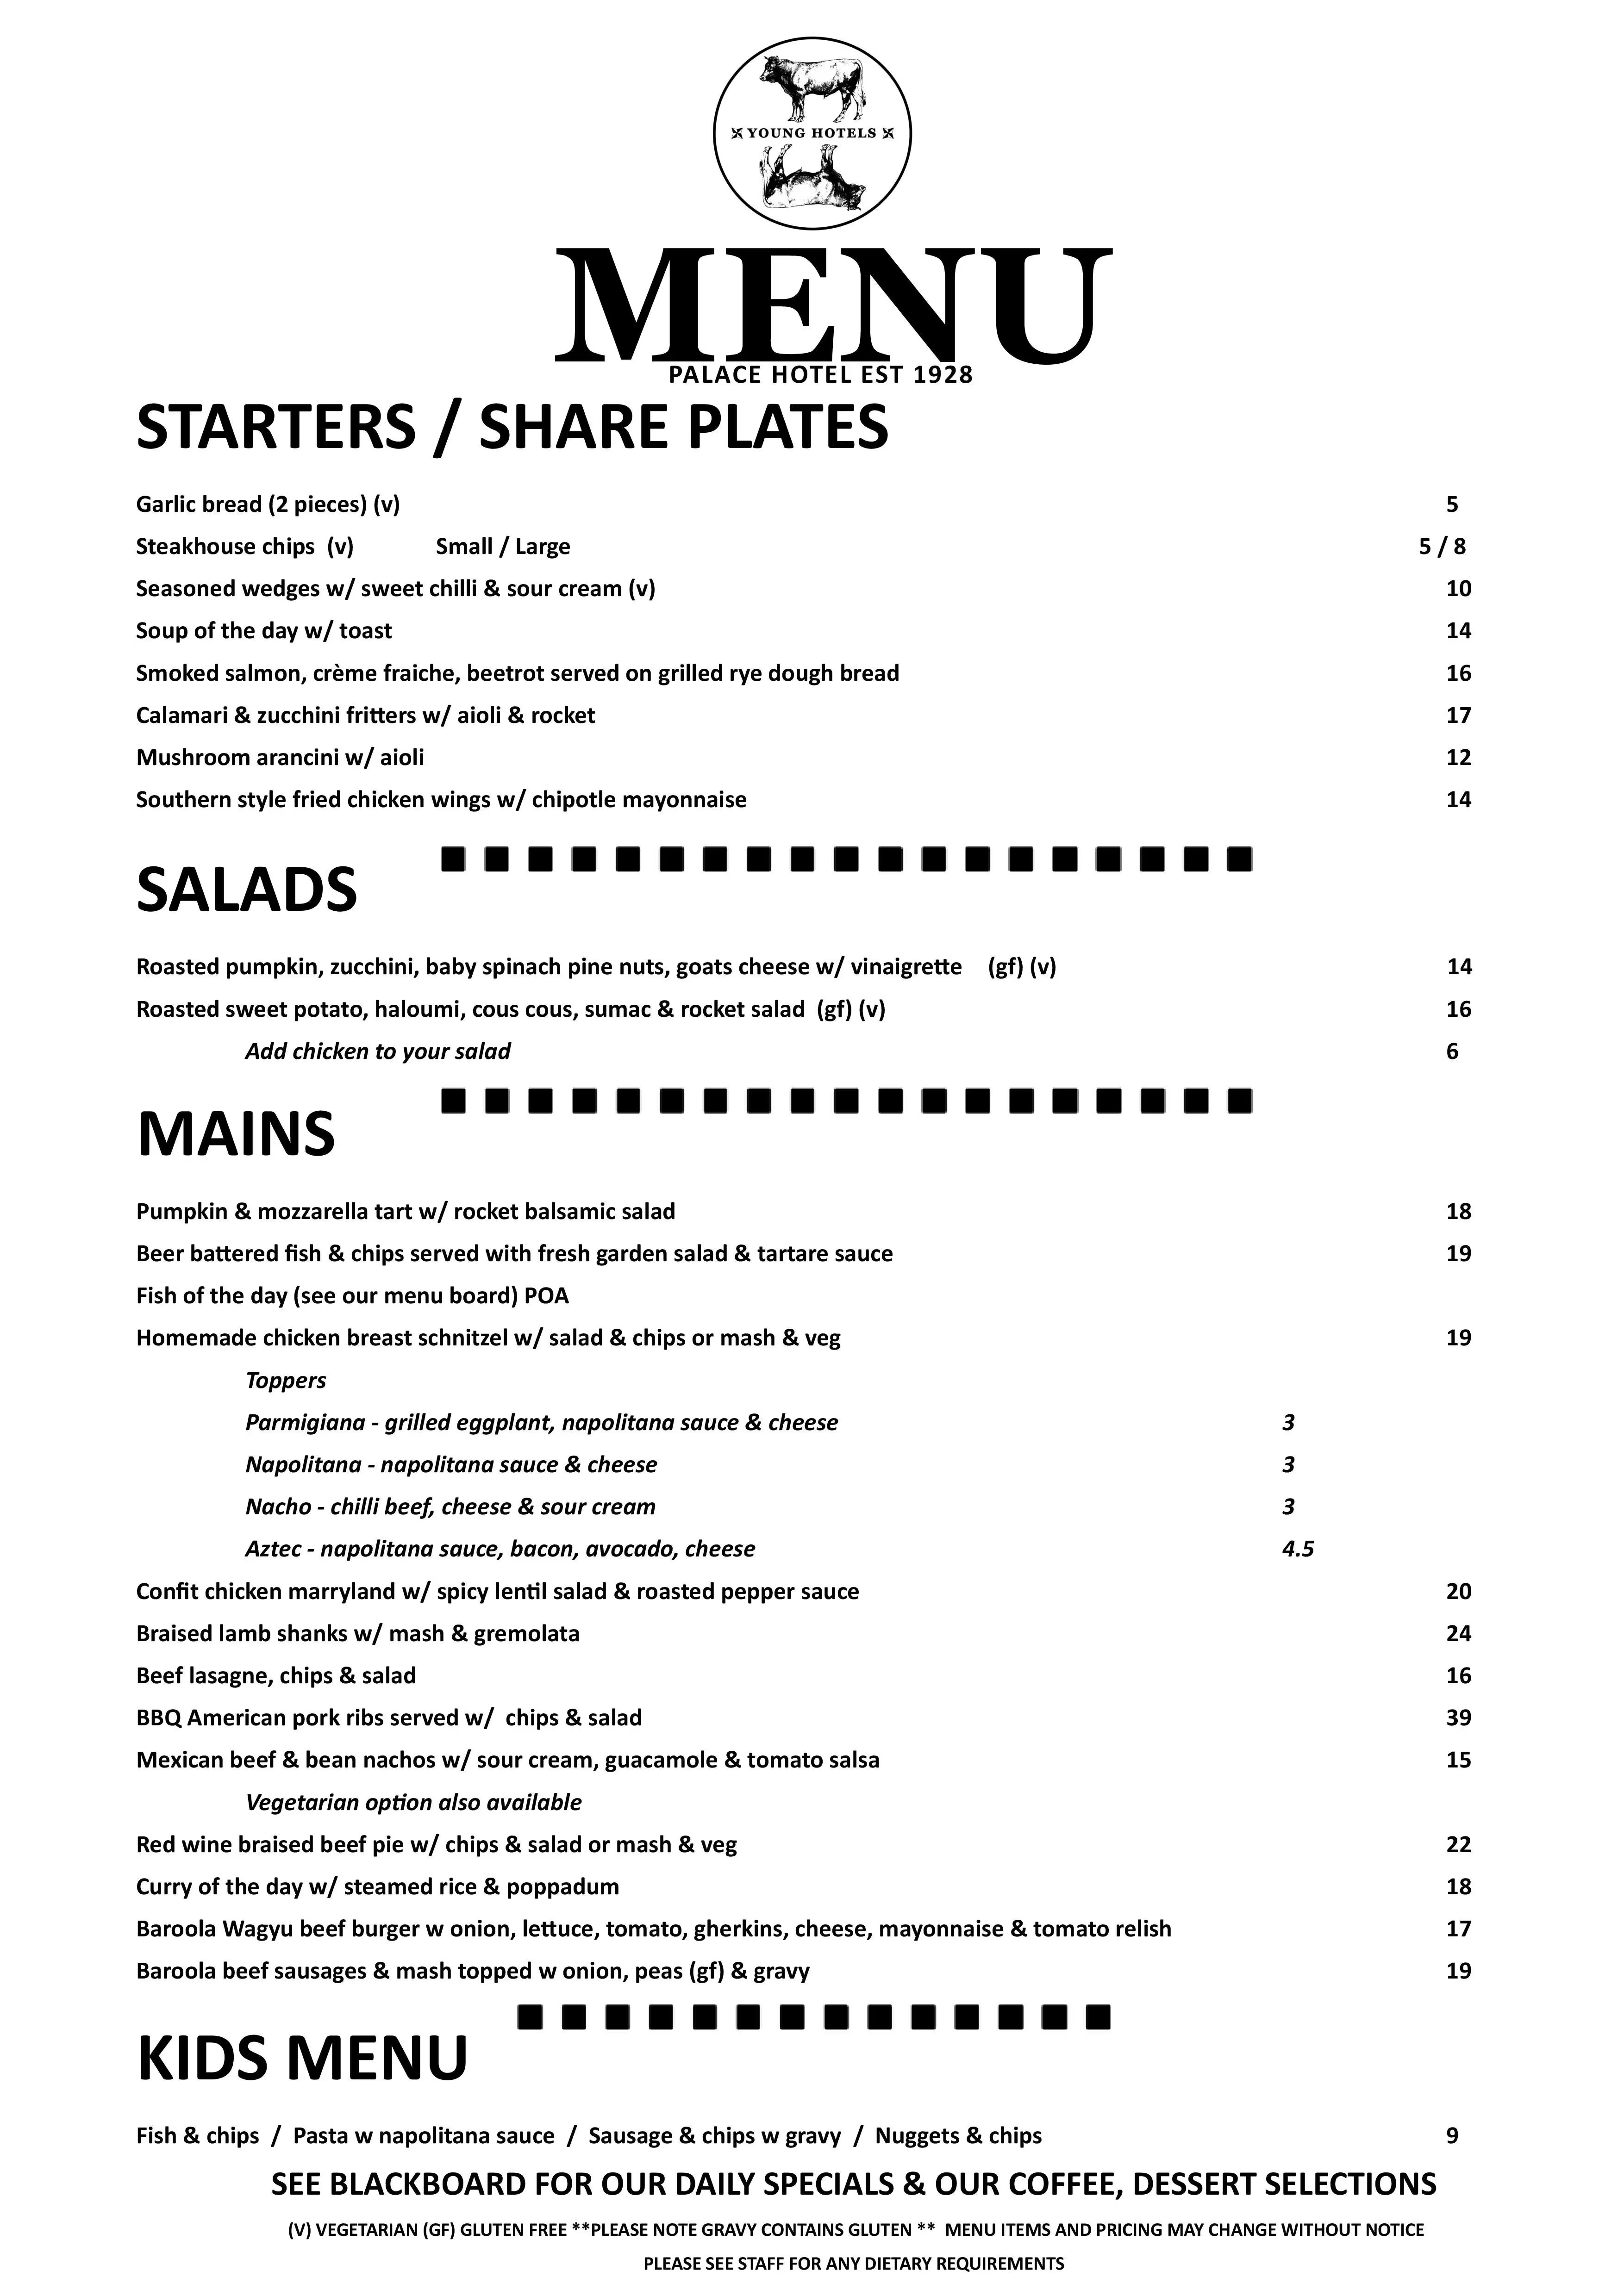 YOUNG HOTELS
MENU
PALACE HOTEL EST 1928
STARTERS / SHARE PLATES
Garlic bread (2 pieces) (v) 5
Steakhouse chips (v) Small / Large 5 / 8
Seasoned wedges w/ sweet chilli & sour cream (v) 10
Soup of the day w/ toast 14
Smoked salmon, crème fraiche, beetrot served on grilled rye dough bread 16
Calamari & zucchini fritters w/ aioli & rocket 17
Mushroom arancini w/ aioli 12
Southern style fried chicken wings w/ chipotle mayonnaise 14
SALADS
Roasted pumpkin, zucchini, baby spinach pine nuts, goats cheese w/ vinaigrette (gf) (v) 14
Roasted sweet potato, haloumi, cous cous, sumac & rocket salad (gf) (v) 16
Add chicken to your salad 6
MAINS
Pumpkin & mozzarella tart w/ rocket balsamic salad 18
Beer battered fish & chips served with fresh garden salad & tartare sauce 19
Fish of the day (see our menu board) POA
Homemade chicken breast schnitzel w/ salad & chips or mash & veg 19
Toppers
Parmigiana - grilled eggplant, napolitana sauce & cheese 3
Napolitana - napolitana sauce & cheese 3
Nacho - chilli beef, cheese & sour cream 3
Aztec - napolitana sauce, bacon, avocado, cheese 4.5
Confit chicken marryland w/ spicy lentil salad & roasted pepper sauce 20
Braised lamb shanks w/ mash & gremolata 24
Beef lasagne, chips & salad 16
BBQ American pork ribs served w/ chips & salad 39
Mexican beef & bean nachos w/ sour cream, guacamole & tomato salsa 15
Vegetarian option also available
Red wine braised beef pie w/ chips & salad or mash & veg 22
Curry of the day w/ steamed rice & poppadum 18
Baroola Wagyu beef burger w onion, lettuce, tomato, gherkins, cheese, mayonnaise & tomato relish 17
Baroola beef sausages & mash topped w onion, peas (gf) & gravy 19
KIDS MENU
Fish & chips / Pasta w napolitana sauce / Sausage & chips w gravy / Nuggets & chips 9
SEE BLACKBOARD FOR OUR DAILY SPECIALS & OUR COFFEE, DESSERT SELECTIONS
(V) VEGETARIAN (GF) GLUTEN FREE **PLEASE NOTE GRAVY CONTAINS GLUTEN ** MENU ITEMS AND PRICING MAY CHANGE WITHOUT NOTICE
PLEASE SEE STAFF FOR ANY DIETARY REQUIREMENTS